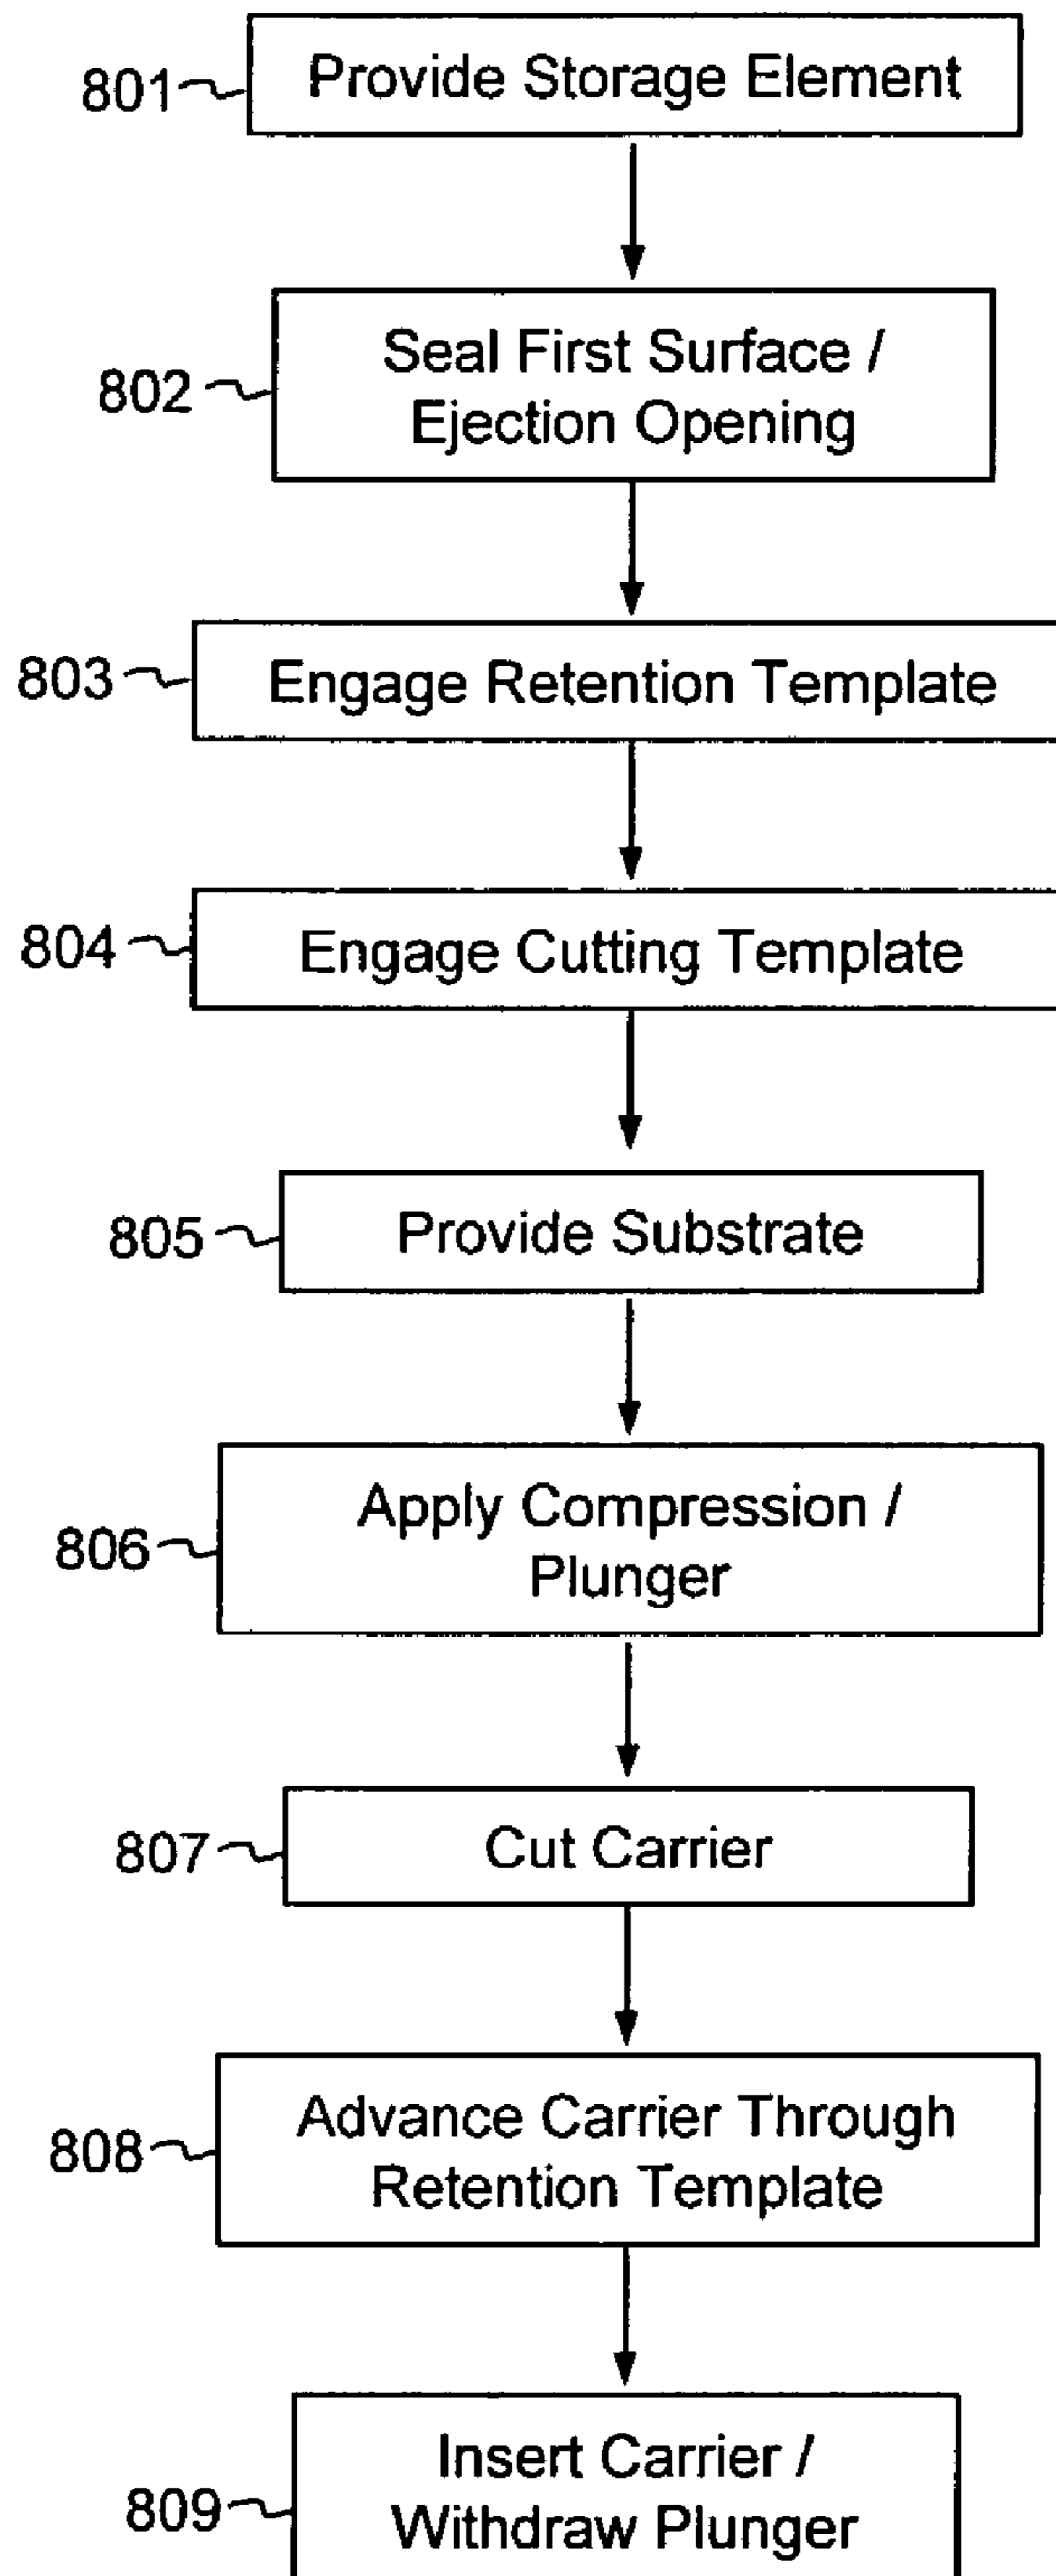 801
Provide Storage Element
802
Seal First Surface /
Ejection Opening
803
Engage Retention Template
804
Engage Cutting Template
805
Provide Substrate
806
Apply Compression /
Plunger
807
Cut Carrier
808
Advance Carrier Through
Retention Template
809
Insert Carrier /
Withdraw Plunger